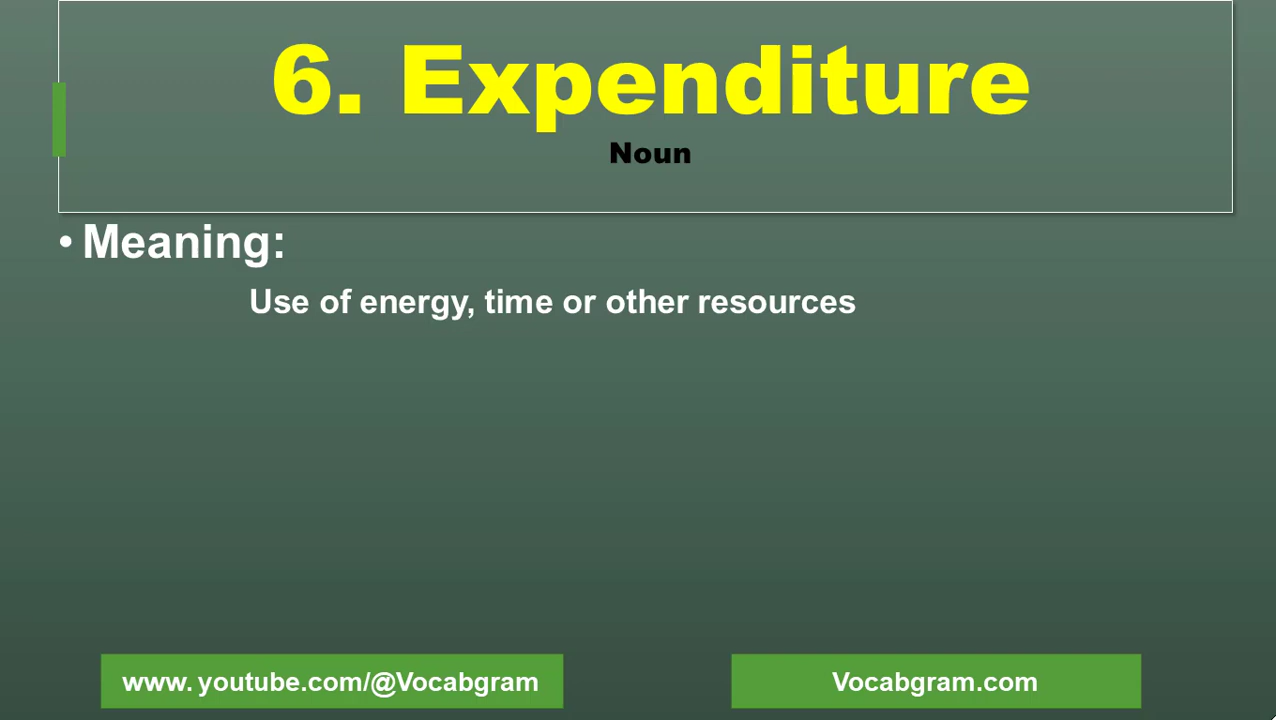 6. Expenditure
Noun
• Meaning:
Use of energy, time or other resources
www. youtube.com/@Vocabgram
Vocabgram.com